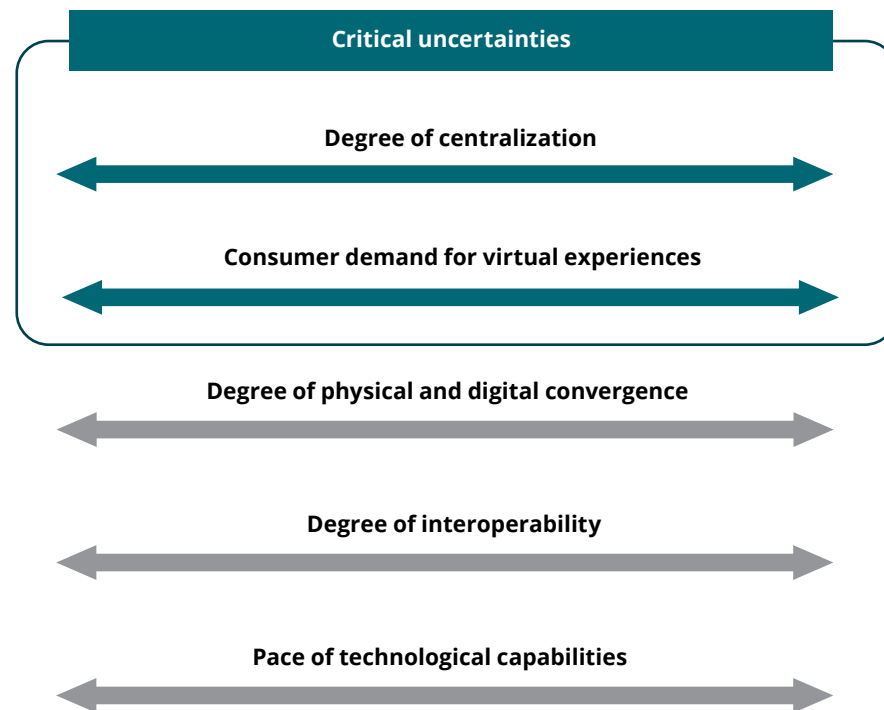 Critical uncertainties
Degree of centralization
Consumer demand for virtual experiences
Degree of physical and digital convergence
Degree of interoperability
Pace of technological capabilities